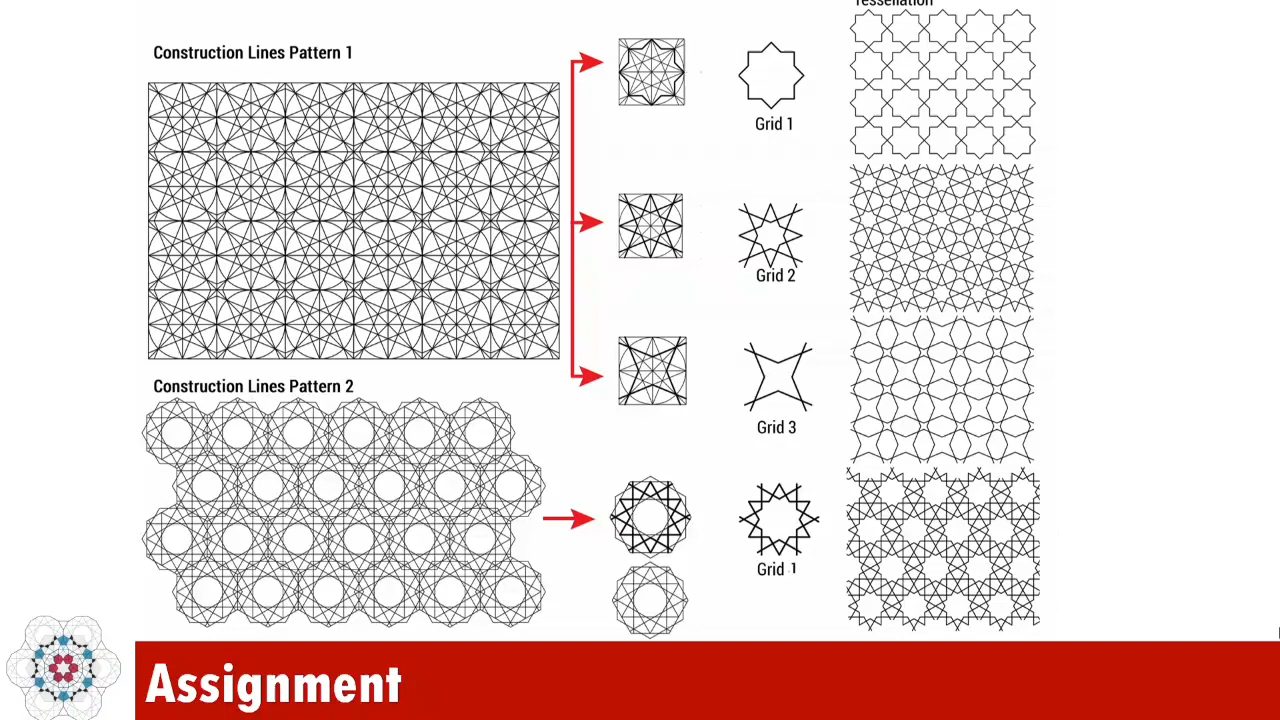 Tessellation
Construction Lines Pattern 1
Grid 1
Grid 2
Construction Lines Pattern 2
Grid 3
Grid 1
Assignment